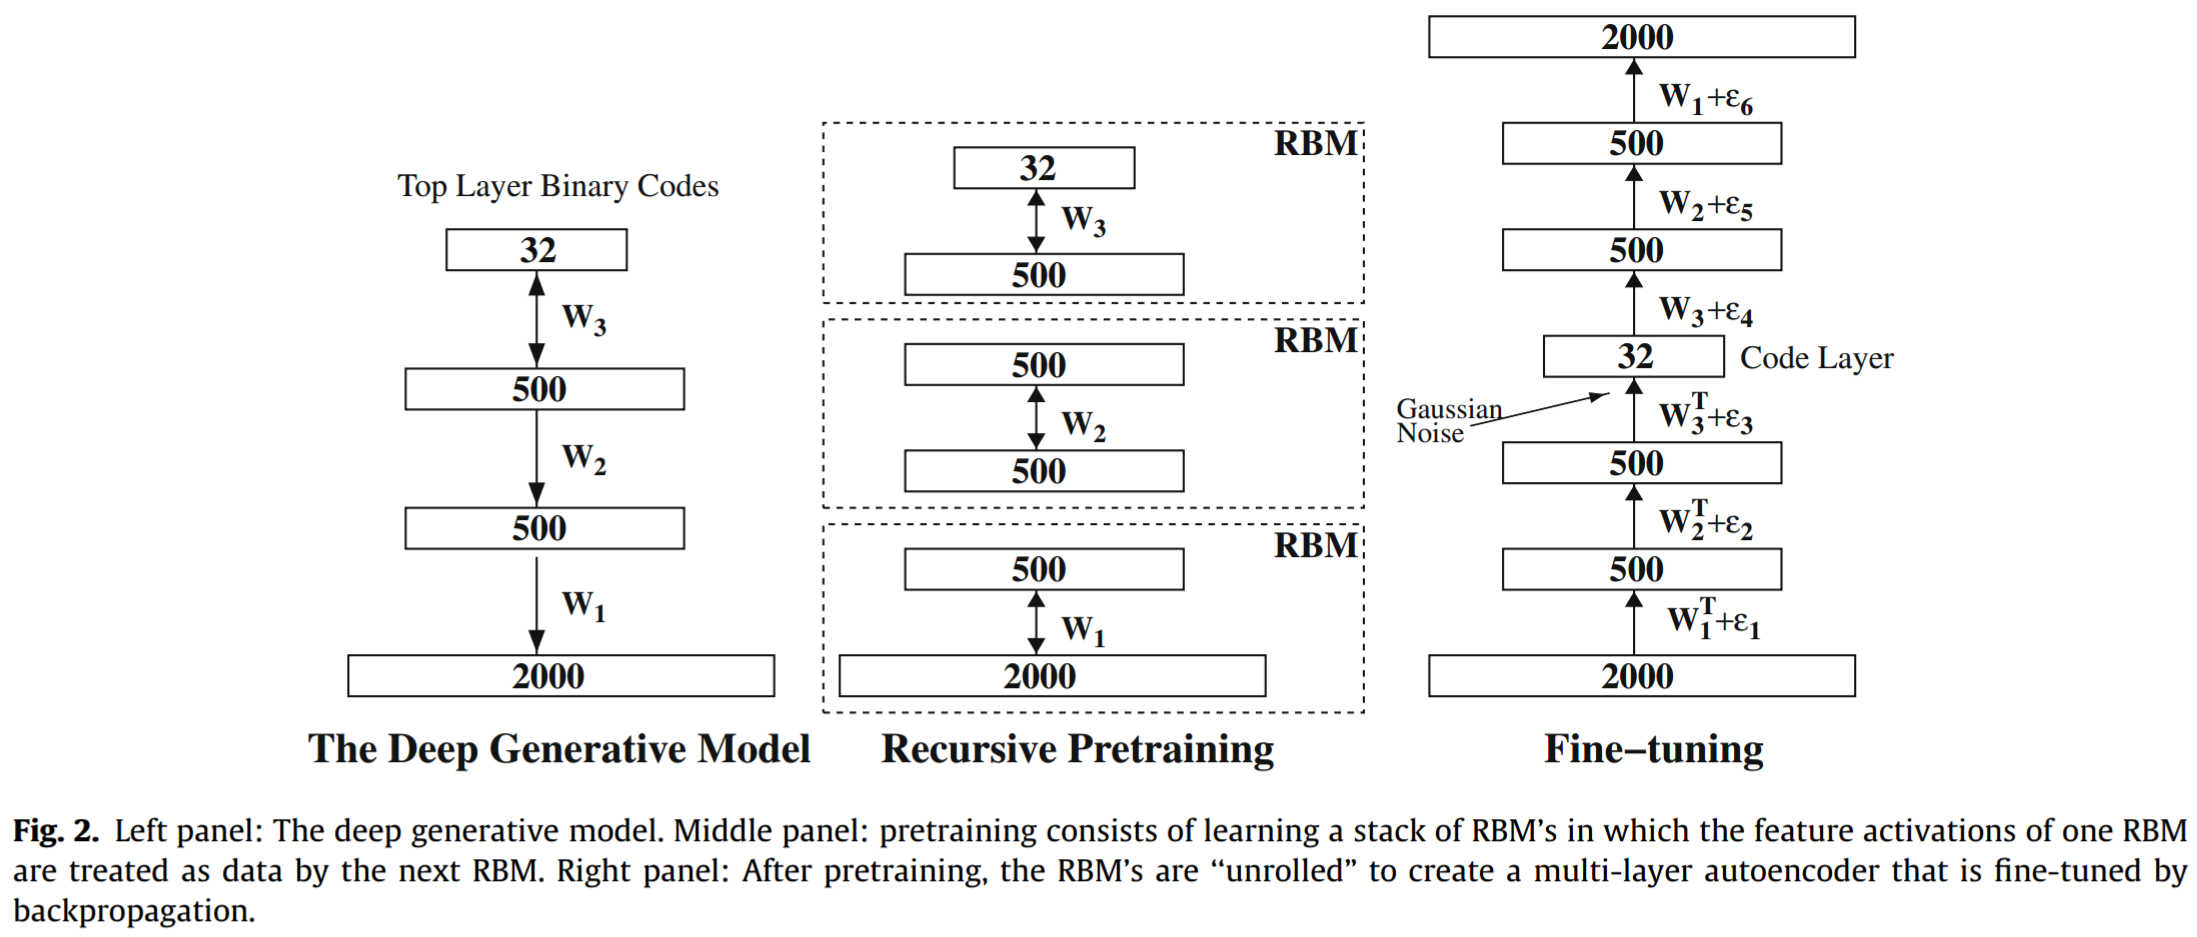 Top Layer Binary Codes
32
W3
500
W2
500
W1
2000
The Deep Generative Model
RBM
32
W3
500
RBM
500
W2
500
RBM
500
W1
2000
Recursive Pretraining
2000
W1+ε6
500
W2+ε5
500
W3+ε4
32
Code Layer
Gaussian
Noise
W3^T+ε3
500
W2^T+ε2
500
W1^T+ε1
2000
Fine–tuning
Fig. 2. Left panel: The deep generative model. Middle panel: pretraining consists of learning a stack of RBM's in which the feature activations of one RBM
are treated as data by the next RBM. Right panel: After pretraining, the RBM's are “unrolled” to create a multi-layer autoencoder that is fine-tuned by
backpropagation.